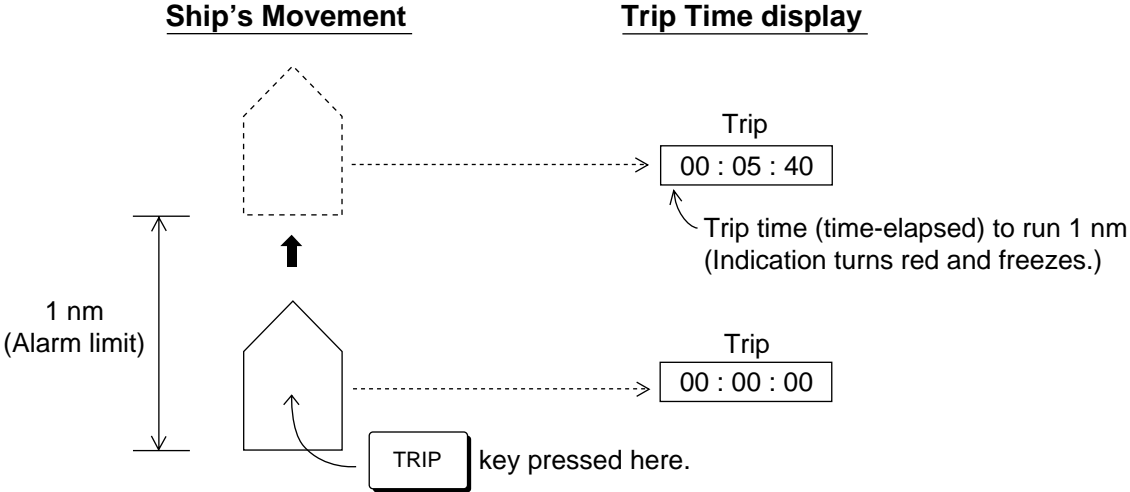 Ship's Movement
Trip Time display
Trip
00 : 05 : 40
Trip time (time-elapsed) to run 1 nm
(Indication turns red and freezes.)
1 nm
(Alarm limit)
Trip
00 : 00 : 00
TRIP key pressed here.